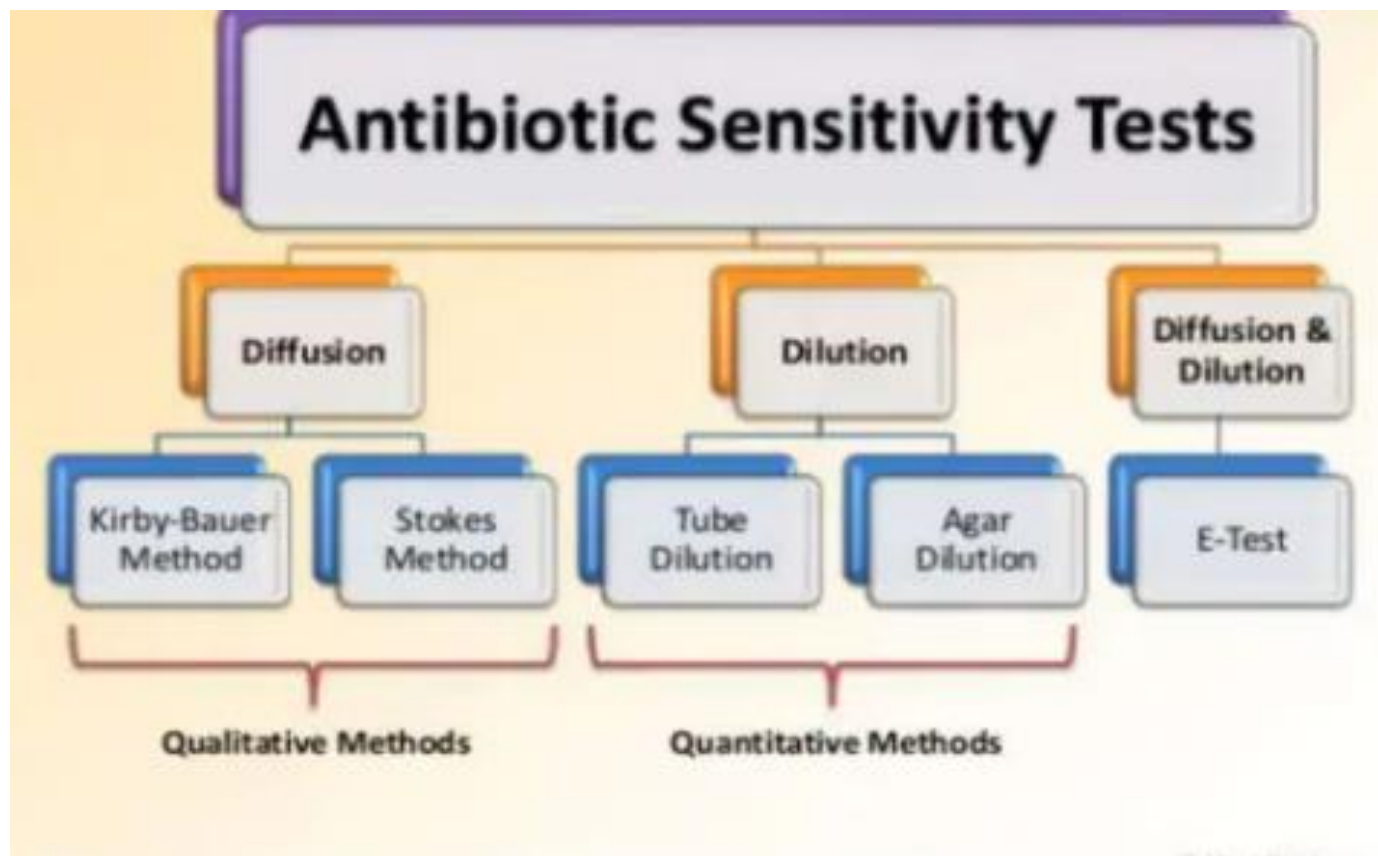 Antibiotic Sensitivity Tests
Diffusion
Dilution
Diffusion &
Dilution
Kirby-Bauer
Method
Stokes
Method
Tube
Dilution
Agar
Dilution
E-Test
Qualitative Methods
Quantitative Methods